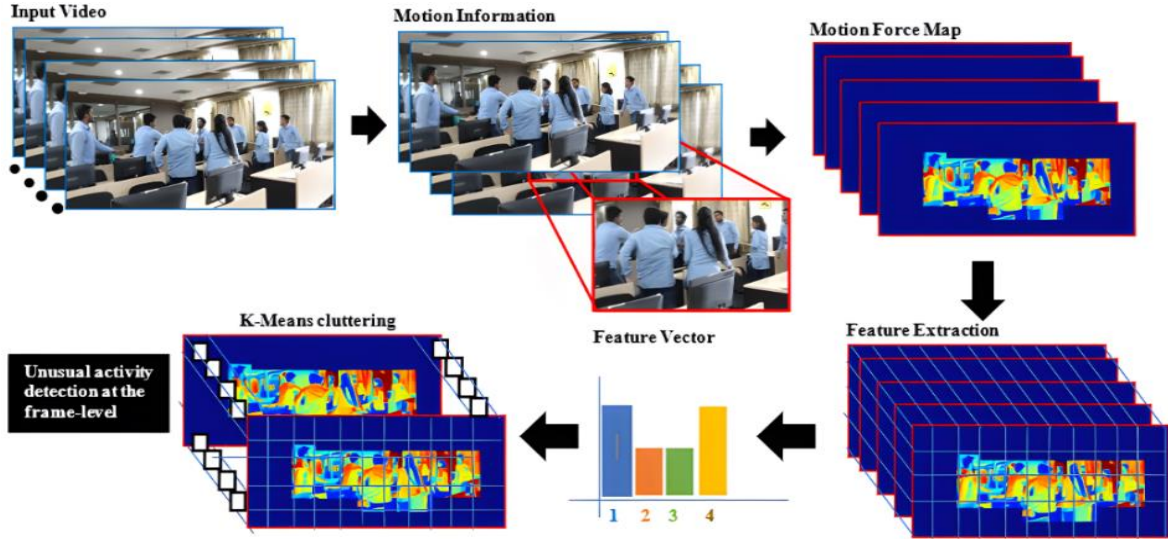 Input Video
Motion Information
Motion Force Map
K-Means cluttering
Feature Vector
Feature Extraction
Unusual activity
detection at the
frame-level
1 2 3 4